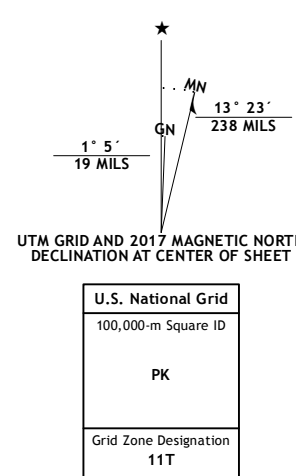 ★
MN
GN
13° 23´
238 MILS
1° 5´
19 MILS
UTM GRID AND 2017 MAGNETIC NORTH
DECLINATION AT CENTER OF SHEET
U.S. National Grid
100,000-m Square ID
PK
Grid Zone Designation
11T